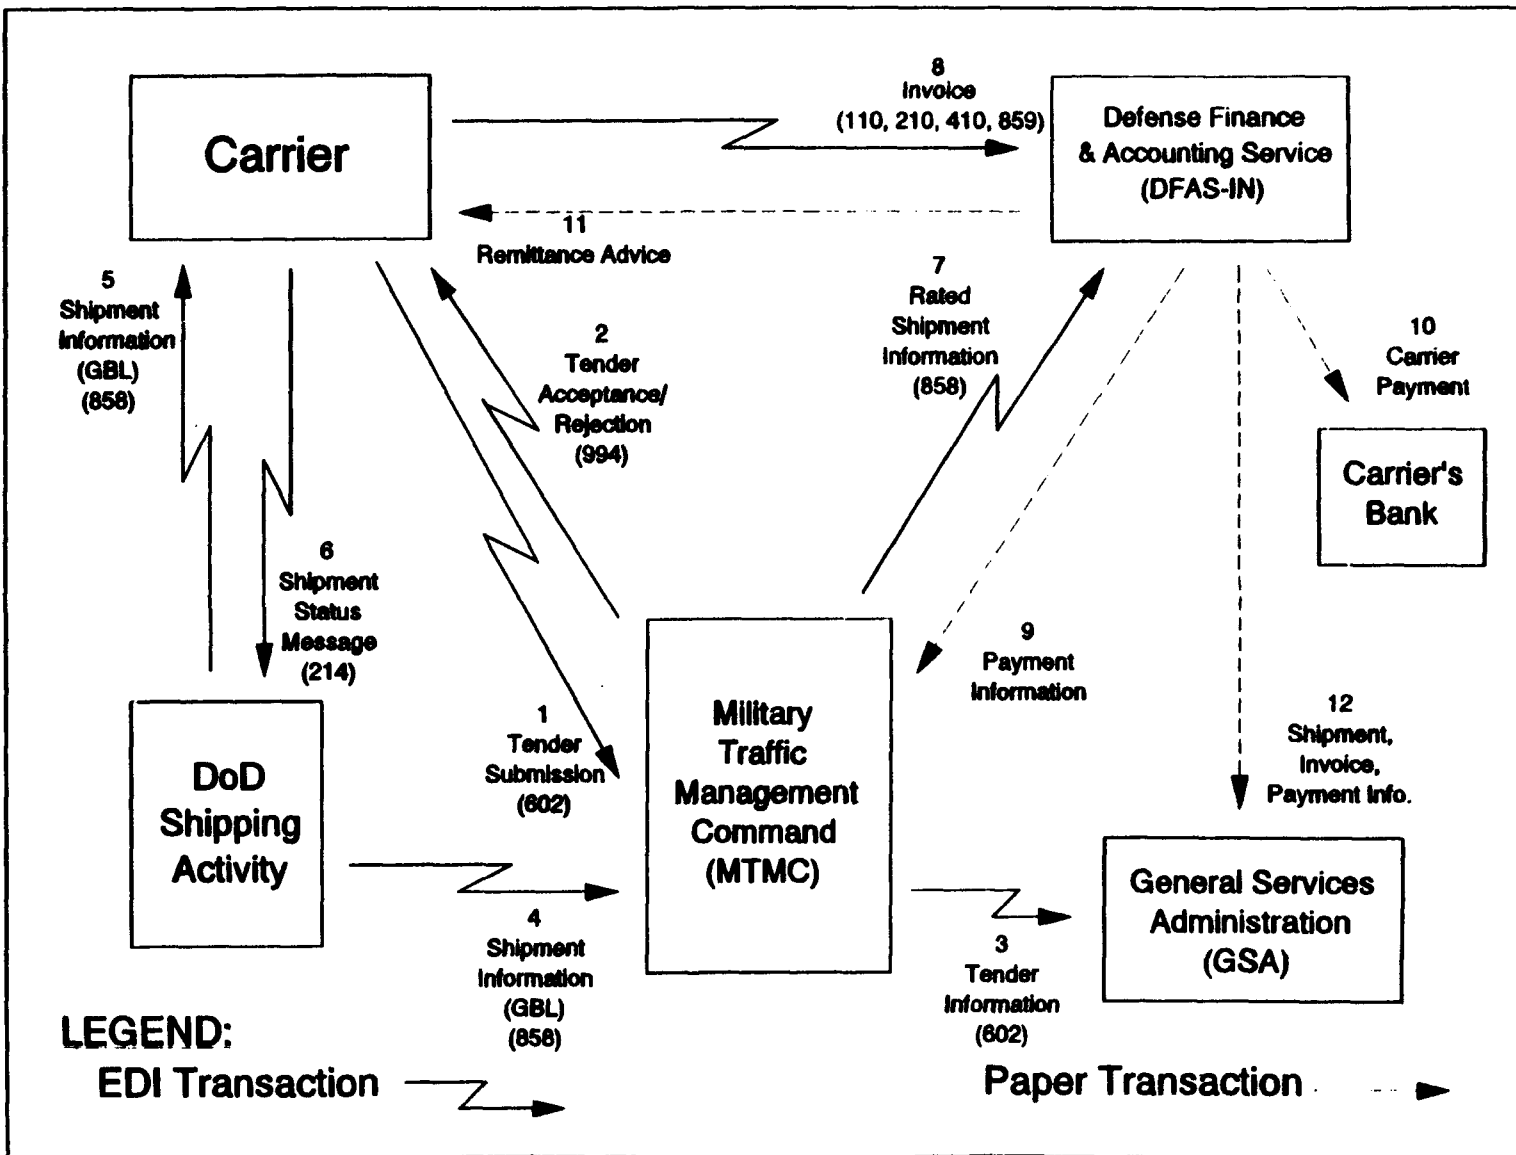 Carrier
8
Invoice
(110, 210, 410, 859)
Defense Finance
& Accounting Service
(DFAS-IN)
11
Remittance Advice
5
Shipment
Information
(GBL)
(858)
2
Tender
Acceptance/
Rejection
(994)
7
Rated
Shipment
Information
(858)
10
Carrier
Payment
Carrier's
Bank
6
Shipment
Status
Message
(214)
9
Payment
Information
1
Tender
Submission
(602)
Military
Traffic
Management
Command
(MTMC)
12
Shipment,
Invoice,
Payment Info.
DoD
Shipping
Activity
4
Shipment
Information
(GBL)
(858)
3
Tender
Information
(602)
General Services
Administration
(GSA)
LEGEND:
EDI Transaction
Paper Transaction